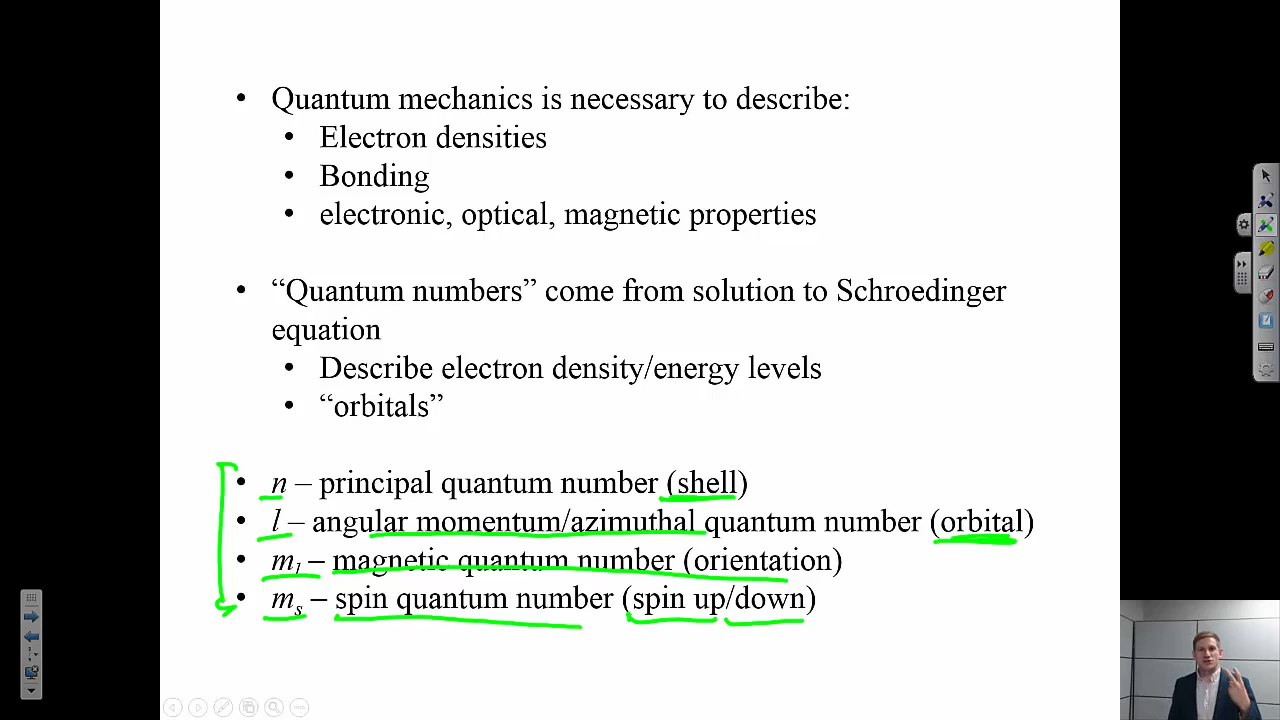 • Quantum mechanics is necessary to describe:
• Electron densities
• Bonding
• electronic, optical, magnetic properties
• “Quantum numbers” come from solution to Schroedinger
equation
• Describe electron density/energy levels
• “orbitals”
• n – principal quantum number (shell)
• l – angular momentum/azimuthal quantum number (orbital)
• mₗ – magnetic quantum number (orientation)
• mₛ – spin quantum number (spin up/down)